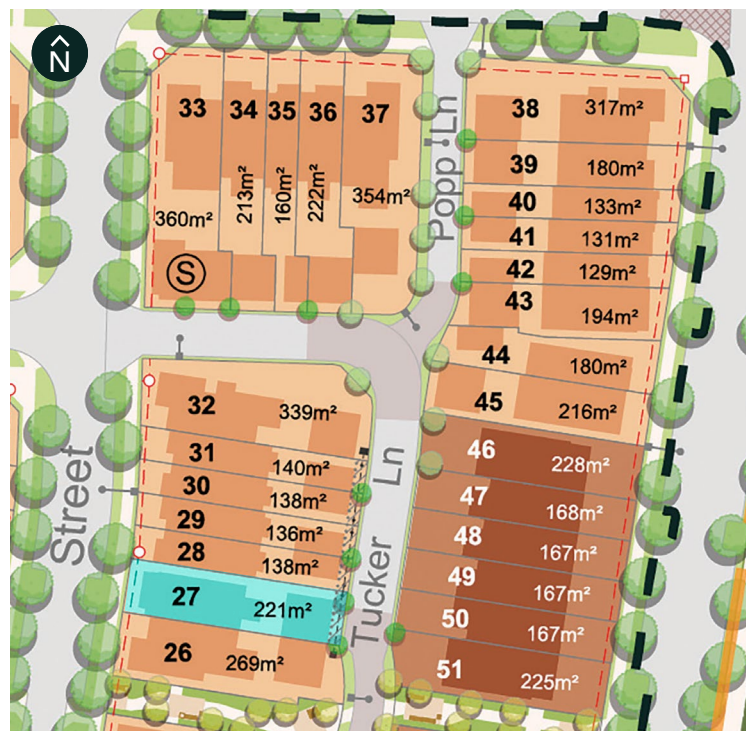 N
33 34 35 36 37
360m²
213m²
160m²
222m²
354m²
S
Popp Ln
38 317m²
39 180m²
40 133m²
41 131m²
42 129m²
43 194m²
44 180m²
45 216m²
46 228m²
47 168m²
48 167m²
49 167m²
50 167m²
51 225m²
32 339m²
31 140m²
30 138m²
29 136m²
28 138m²
27 221m²
26 269m²
Street
Tucker Ln